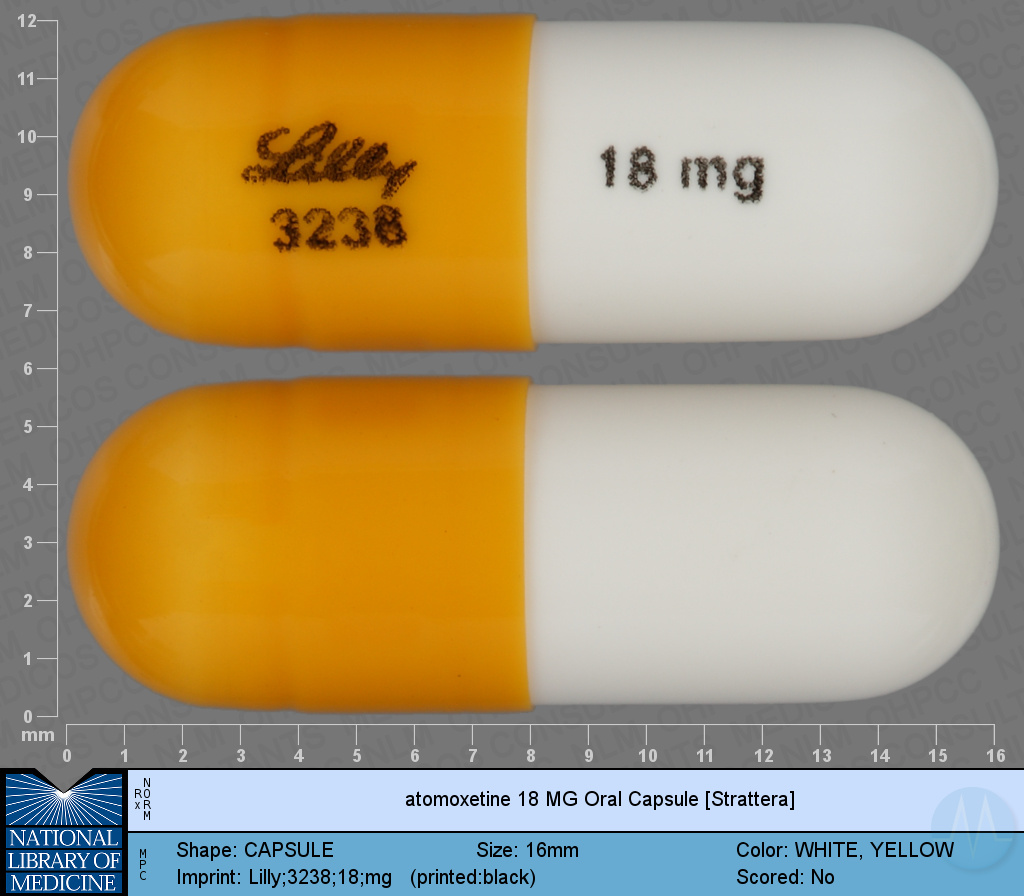 12
11
10
9
8
7
6
5
4
3
2
1
0
mm
Lilly
3238
18 mg
0 1 2 3 4 5 6 7 8 9 10 11 12 13 14 15 16
NATIONAL
LIBRARY OF
MEDICINE
Rx
NORM
atomoxetine 18 MG Oral Capsule [Strattera]
MPC
Shape: CAPSULE Size: 16mm Color: WHITE, YELLOW
Imprint: Lilly;3238;18;mg (printed:black) Scored: No